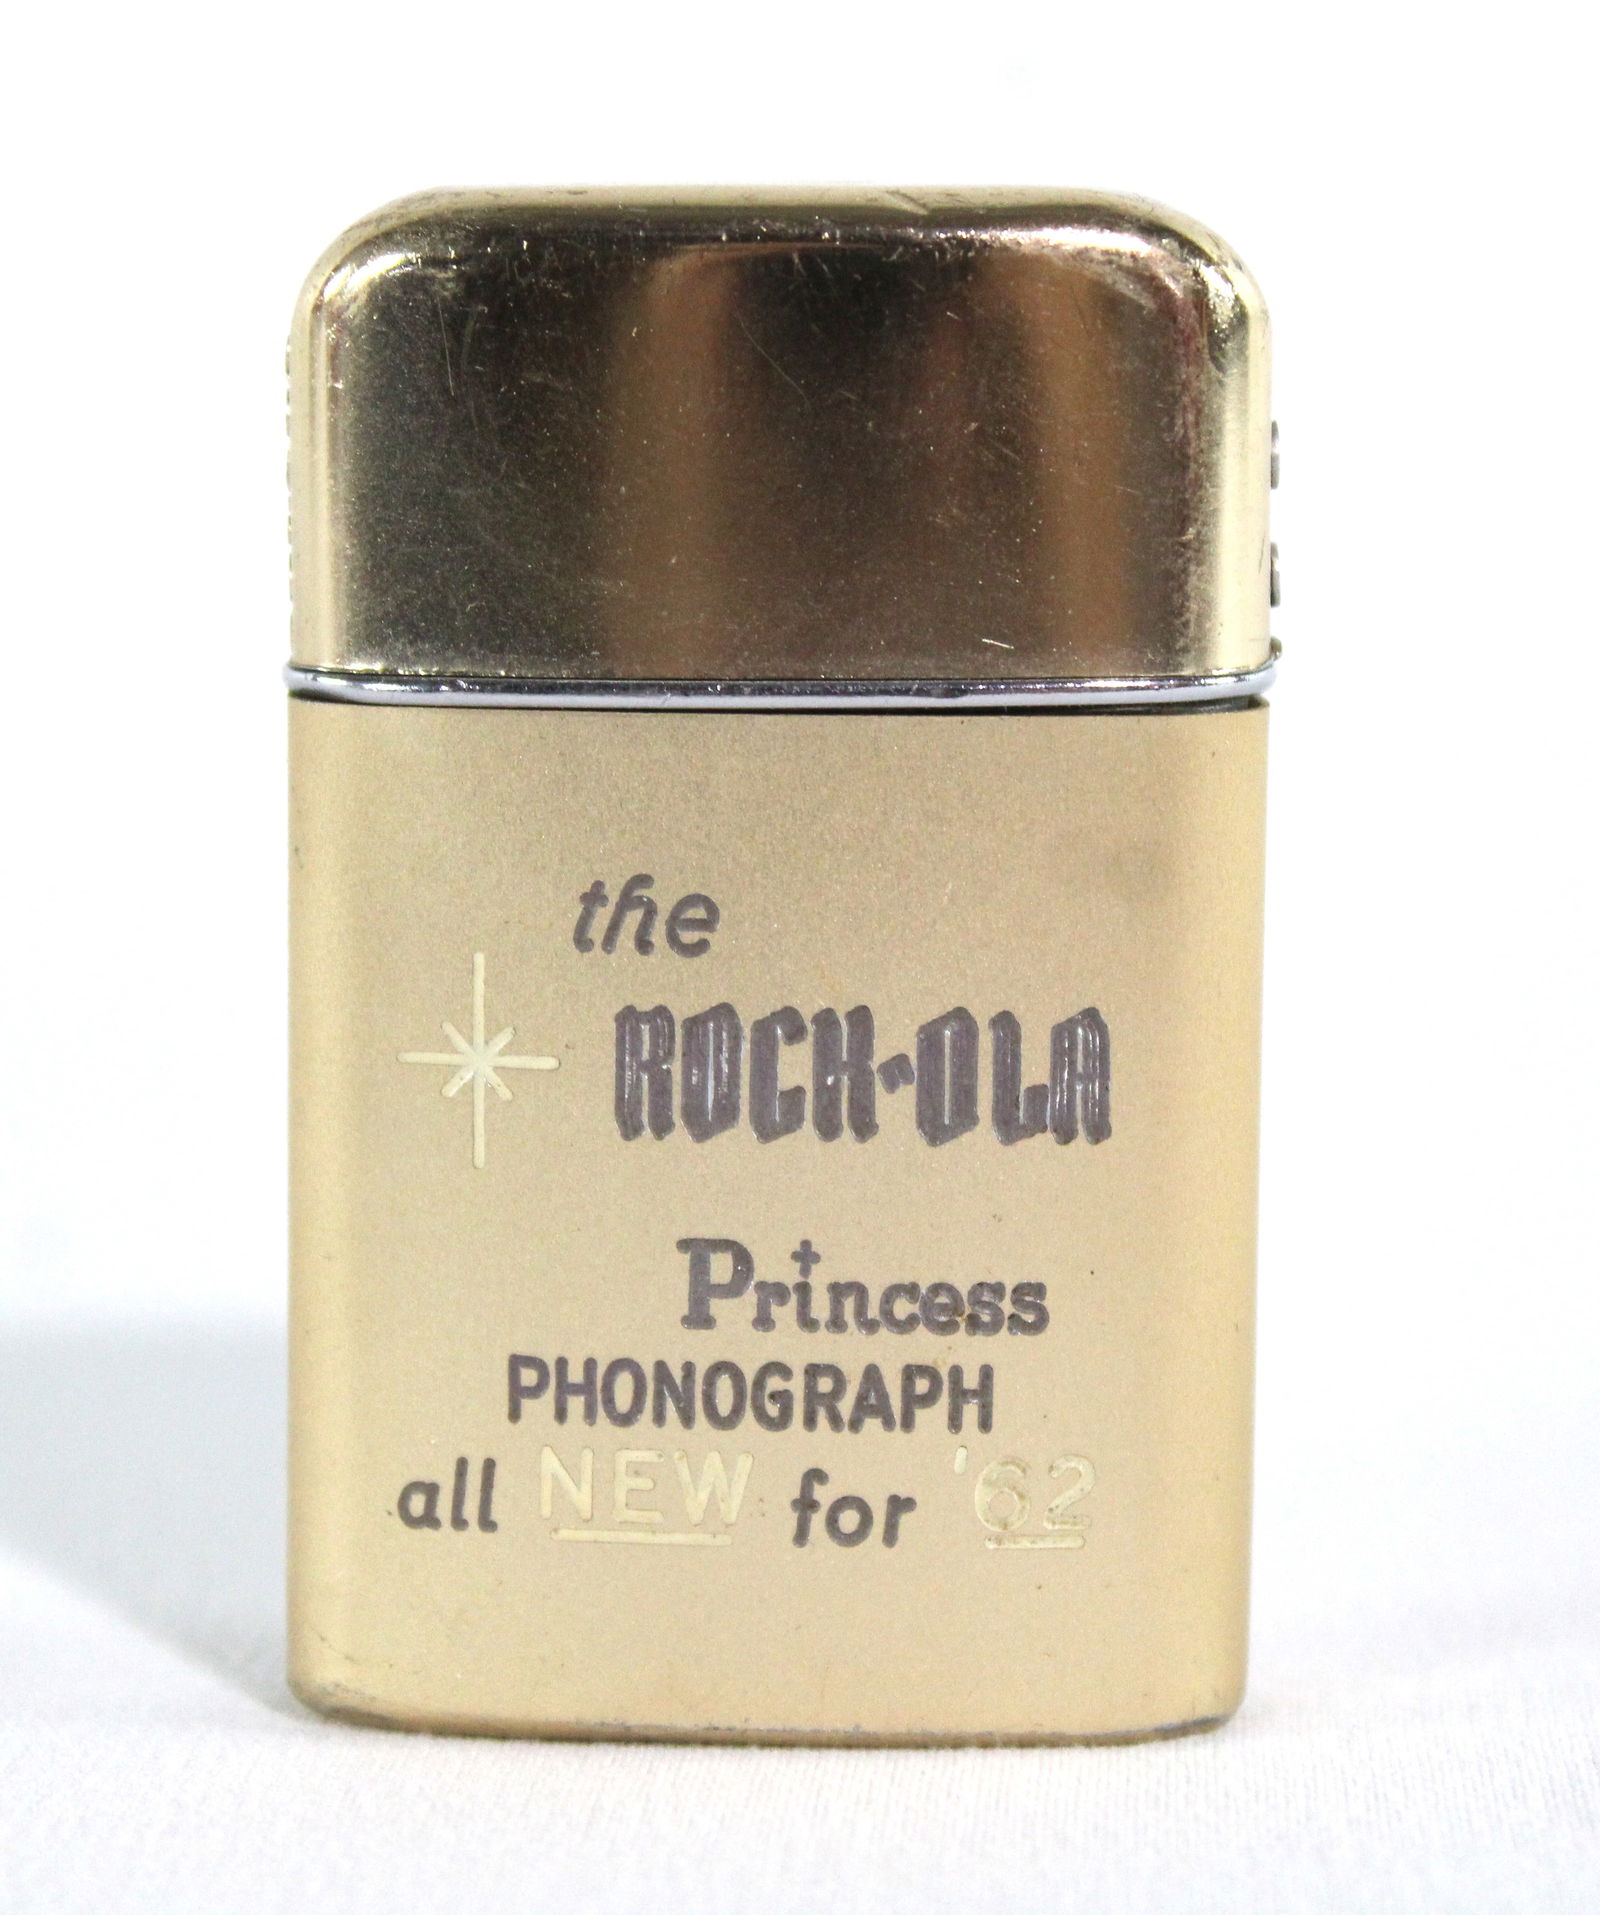 the
ROCK-OLA
Princess
PHONOGRAPH
all NEW for '62